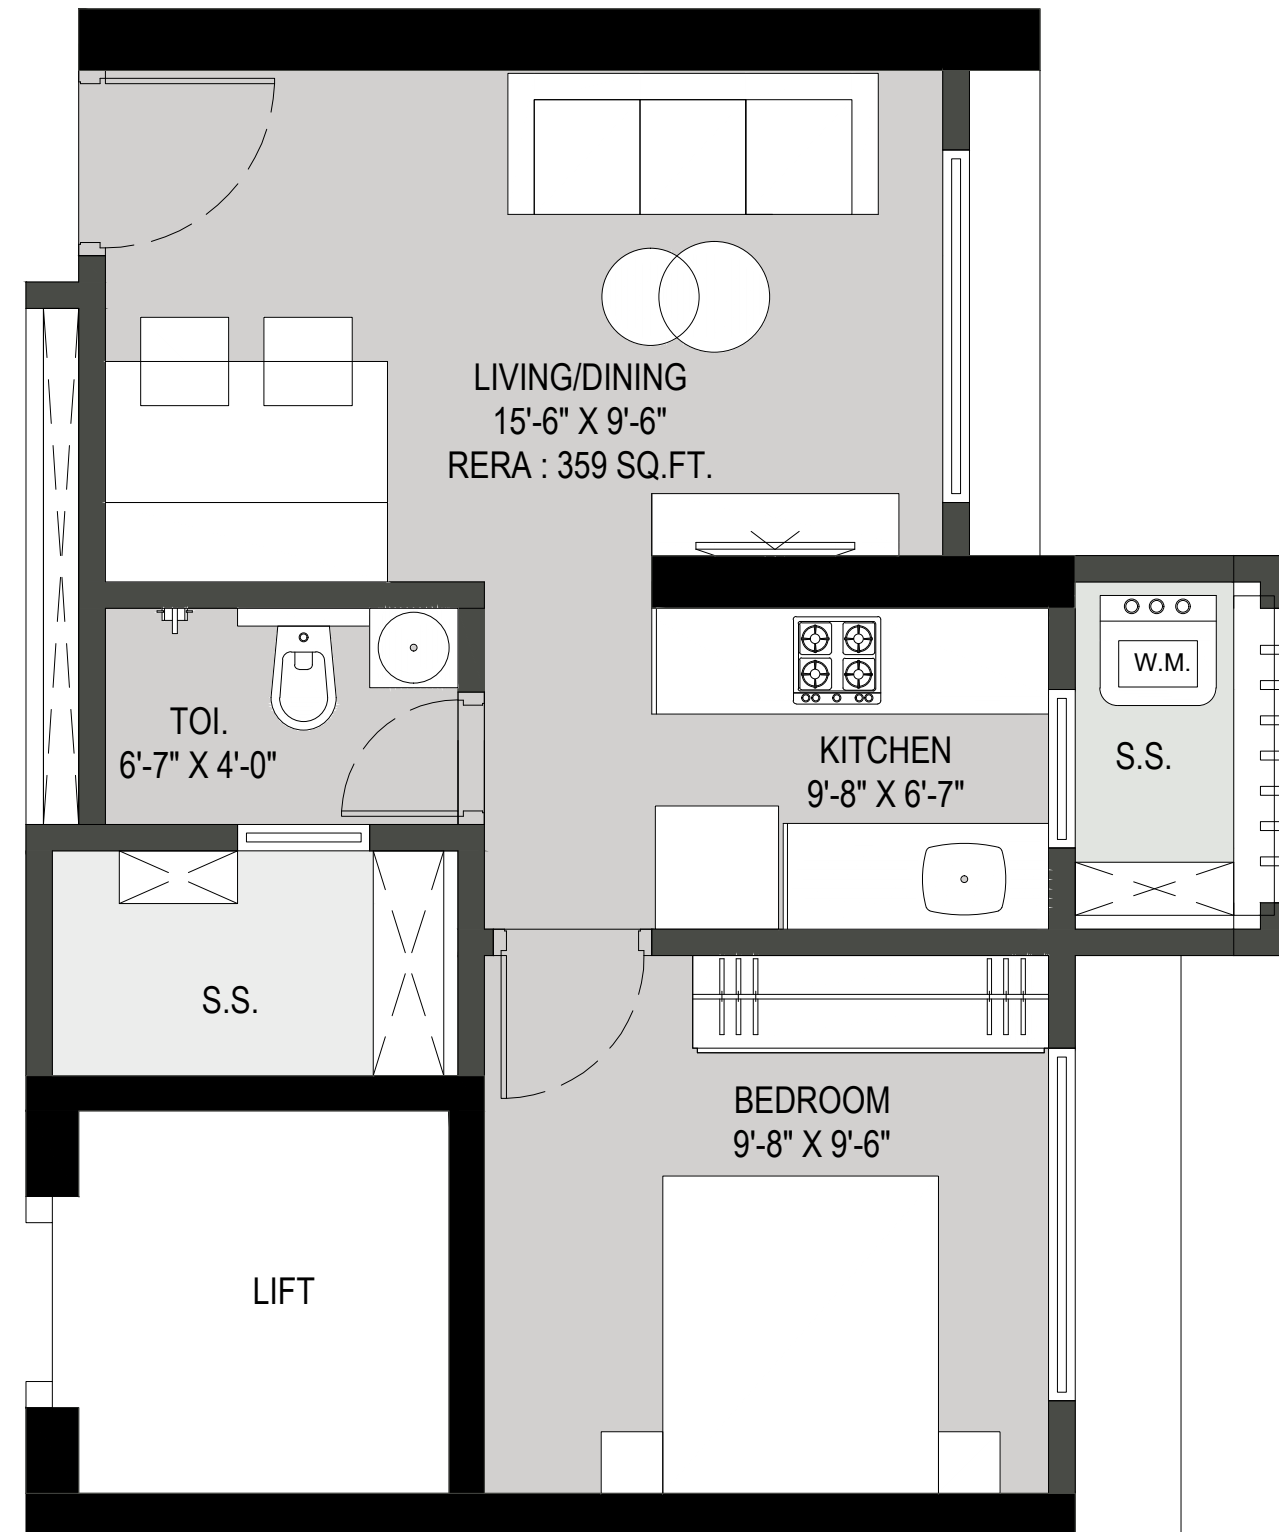 LIVING/DINING
15'-6" X 9'-6"
RERA : 359 SQ.FT.
W.M.
TOI.
6'-7" X 4'-0"
KITCHEN
9'-8" X 6'-7"
S.S.
S.S.
BEDROOM
9'-8" X 9'-6"
LIFT